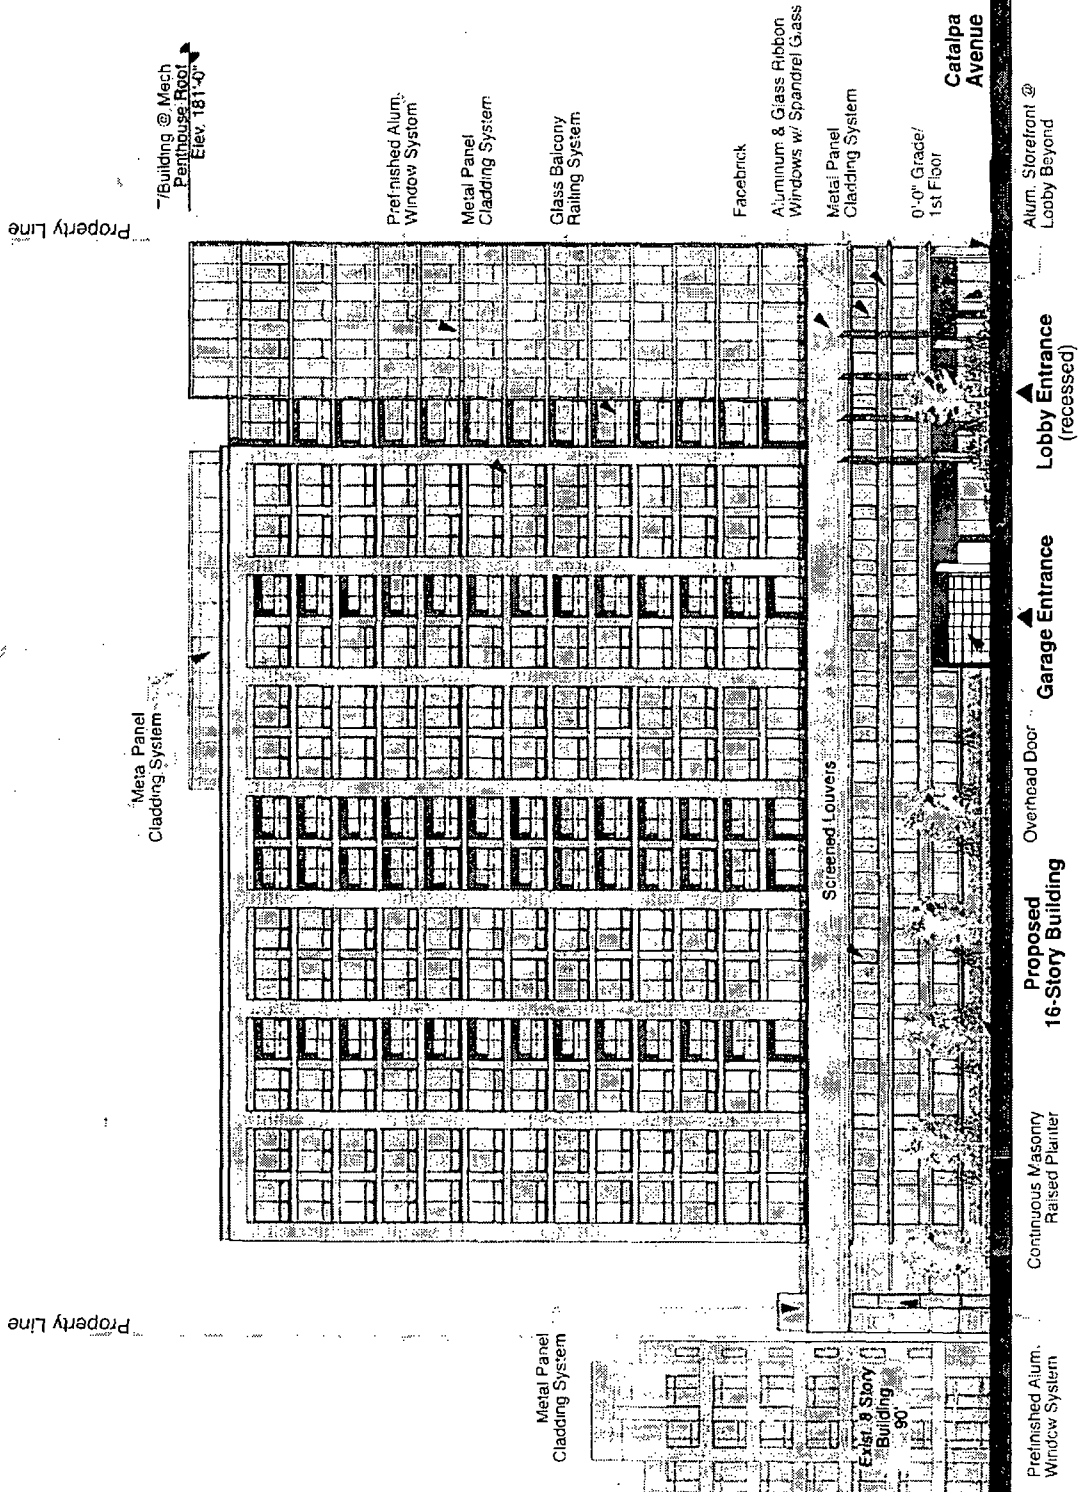 Property Line
Property Line
T/Building @ Mech
Penthouse Roof
Elev. 181'-0"
Metal Panel
Cladding System
Prefinished Alum.
Window System
Metal Panel
Cladding System
Glass Balcony
Railing System
Facebrick
Aluminum & Glass Ribbon
Windows w/ Spandrel Glass
Metal Panel
Cladding System
0'-0" Grade/
1st Floor
Catalpa
Avenue
Metal Panel
Cladding System
Exist. 8 Story
Building
90'
Screened Louvers
Prefinished Alum.
Window System
Continuous Masonry
Raised Planter
Proposed
16-Story Building
Overhead Door
Garage Entrance
Lobby Entrance
(recessed)
Alum. Storefront @
Lobby Beyond